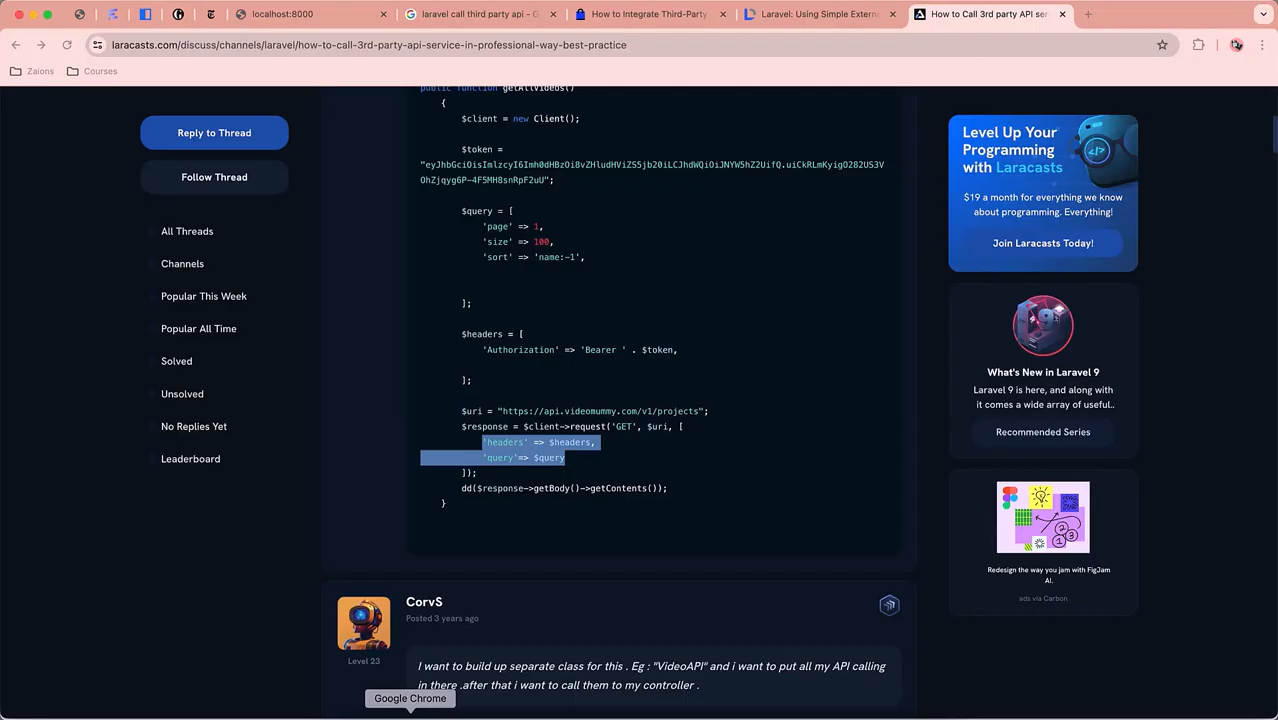 localhost:8000
laravel call third party api - G
How to Integrate Third-Party
Laravel: Using Simple Extern
How to Call 3rd party API ser
laracasts.com/discuss/channels/laravel/how-to-call-3rd-party-api-service-in-professional-way-best-practice
Zaions
Courses
Reply to Thread
Follow Thread
All Threads
Channels
Popular This Week
Popular All Time
Solved
Unsolved
No Replies Yet
Leaderboard
public function getAllVideos()
{
$client = new Client();
$token =
"eyJhbGciOisImlzcyI6Imh0dHBzOi8vZHludHViZS5jb20iLCJhdWQiOiJNYW5hZ2UifQ.uiCkRLmKyigO282US3V
OhZjqyg6P-4F5MH8snRpF2uU";
$query = [
'page' => 1,
'size' => 100,
'sort' => 'name:-1',
];
$headers = [
'Authorization' => 'Bearer ' . $token,
];
$uri = "https://api.videomummy.com/v1/projects";
$response = $client->request('GET', $uri, [
'headers' => $headers,
'query'=> $query
]);
dd($response->getBody()->getContents());
}
CorvS
Posted 3 years ago
Level 23
I want to build up separate class for this . Eg : "VideoAPI" and i want to put all my API calling
in there .after that i want to call them to my controller .
Google Chrome
Level Up Your
Programming
with Laracasts
$19 a month for everything we know
about programming. Everything!
Join Laracasts Today!
What's New in Laravel 9
Laravel 9 is here, and along with
it comes a wide array of useful..
Recommended Series
Redesign the way you jam with FigJam
AI.
ads via Carbon